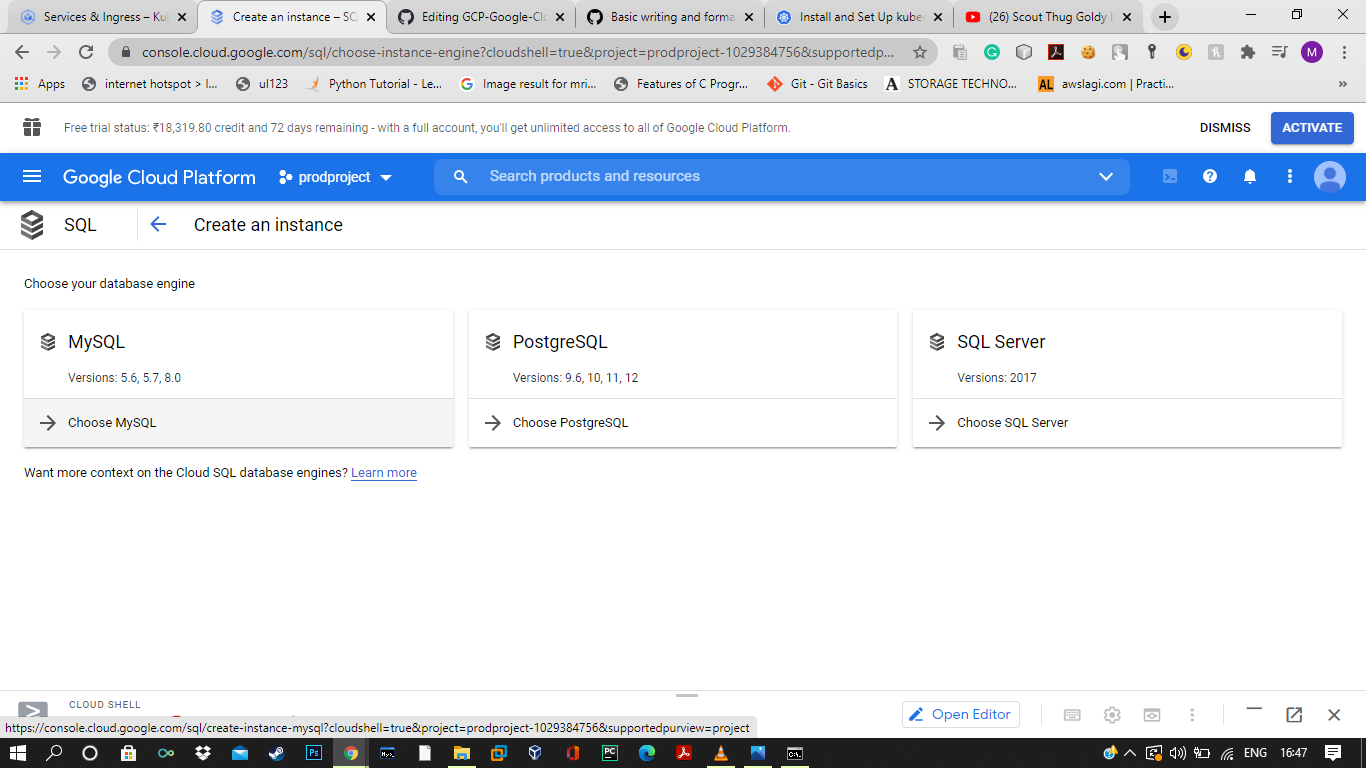 Services & Ingress – Ku
Create an instance – SQ
Editing GCP-Google-Clo
Basic writing and forma
Install and Set Up kube
(26) Scout Thug Goldy
console.cloud.google.com/sql/choose-instance-engine?cloudshell=true&project=prodproject-1029384756&supportedp...
M
Apps
internet hotspot > I...
ul123
Python Tutorial - Le...
Image result for mri...
Features of C Progr...
Git - Git Basics
A STORAGE TECHNO...
AL awslagi.com | Practi...
»
Free trial status: ₹18,319.80 credit and 72 days remaining - with a full account, you'll get unlimited access to all of Google Cloud Platform.
DISMISS
ACTIVATE
Google Cloud Platform
prodproject
Search products and resources
SQL
Create an instance
Choose your database engine
MySQL
Versions: 5.6, 5.7, 8.0
Choose MySQL
PostgreSQL
Versions: 9.6, 10, 11, 12
Choose PostgreSQL
SQL Server
Versions: 2017
Choose SQL Server
Want more context on the Cloud SQL database engines? Learn more
CLOUD SHELL
Open Editor
https://console.cloud.google.com/sql/create-instance-mysql?cloudshell=true&project=prodproject-1029384756&supportedpurview=project
ENG
16:47